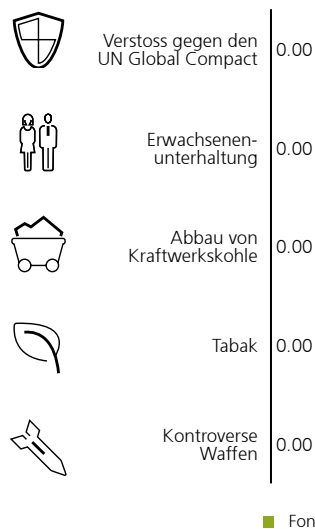 Verstoss gegen den
UN Global Compact
0.00
Erwachsenen-
unterhaltung
0.00
Abbau von
Kraftwerkskohle
0.00
Tabak
0.00
Kontroverse
Waffen
0.00
Fon